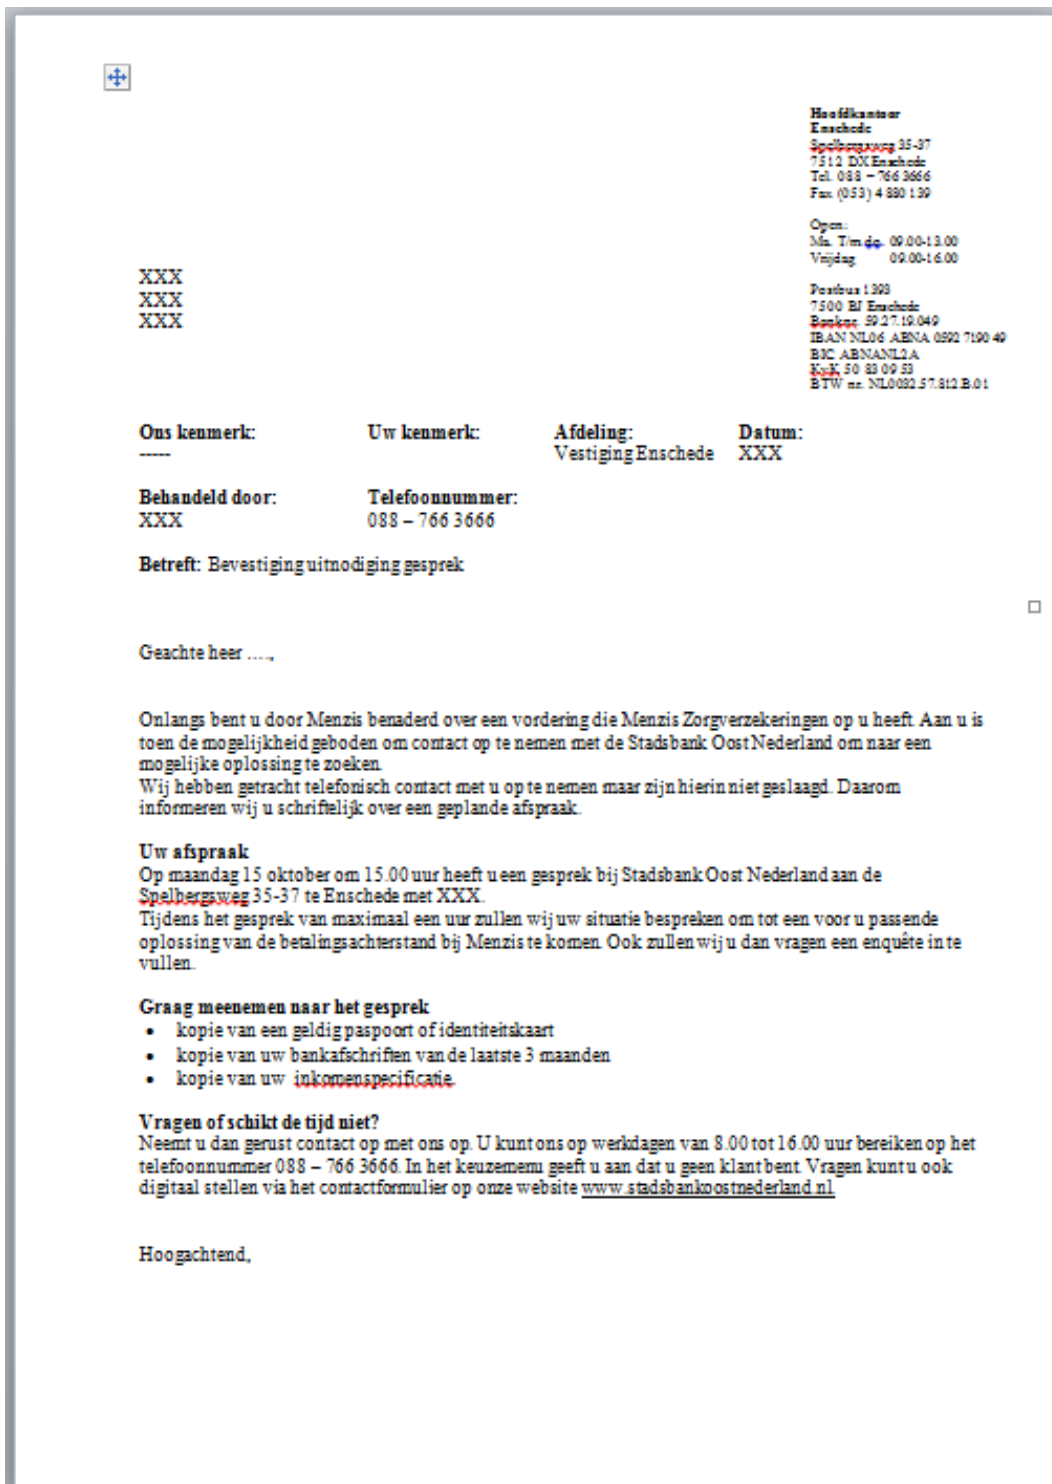 Hoofdkantoor
Enschede
Spelbergsweg 35-37
7512 DX Enschede
Tel. 088 – 766 3666
Fax (053) 4 880 139
Open:
Ma. T/m do. 09.00-13.00
Vrijdag 09.00-16.00
XXX
XXX
XXX
Postbus 1393
7500 BJ Enschede
Banknr. 59.27.19.049
IBAN NL06 ABNA 0592 7190 49
BIC ABNANL2A
KvK 50 83 09 53
BTW nr. NL0032.57.812.B.01
Ons kenmerk: Uw kenmerk: Afdeling: Datum:
----- Vestiging Enschede XXX
Behandeld door: Telefoonnummer:
XXX 088 – 766 3666
Betreft: Bevestiging uitnodiging gesprek
Geachte heer ….,
Onlangs bent u door Menzis benaderd over een vordering die Menzis Zorgverzekeringen op u heeft. Aan u is
toen de mogelijkheid geboden om contact op te nemen met de Stadsbank Oost Nederland om naar een
mogelijke oplossing te zoeken.
Wij hebben getracht telefonisch contact met u op te nemen maar zijn hierin niet geslaagd. Daarom
informeren wij u schriftelijk over een geplande afspraak.
Uw afspraak
Op maandag 15 oktober om 15.00 uur heeft u een gesprek bij Stadsbank Oost Nederland aan de
Spelbergsweg 35-37 te Enschede met XXX.
Tijdens het gesprek van maximaal een uur zullen wij uw situatie bespreken om tot een voor u passende
oplossing van de betalingsachterstand bij Menzis te komen. Ook zullen wij u dan vragen een enquête in te
vullen.
Graag meenemen naar het gesprek
• kopie van een geldig paspoort of identiteitskaart
• kopie van uw bankafschriften van de laatste 3 maanden
• kopie van uw inkomenspecificatie.
Vragen of schikt de tijd niet?
Neemt u dan gerust contact op met ons op. U kunt ons op werkdagen van 8.00 tot 16.00 uur bereiken op het
telefoonnummer 088 – 766 3666. In het keuzemenu geeft u aan dat u geen klant bent. Vragen kunt u ook
digitaal stellen via het contactformulier op onze website www.stadsbankoostnederland.nl.
Hoogachtend,